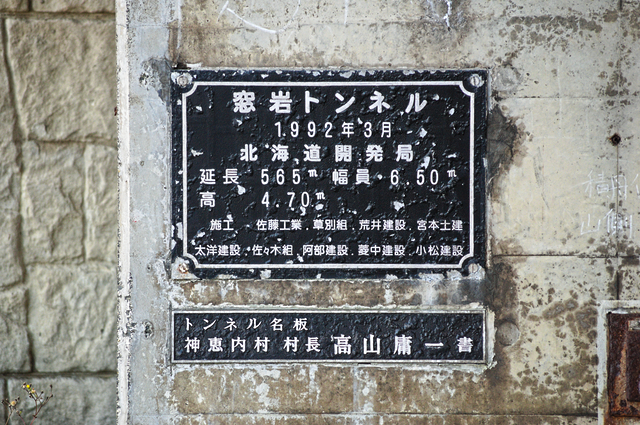 窓岩トンネル
1992年3月
北海道開発局
延長 565m 幅員 6.50m
高 4.70m
施工 佐藤工業．草別組．荒井建設．宮本土建
太洋建設．佐々木組．阿部建設．菱中建設．小松建設
トンネル名板
神恵内村 村長 高山庸一 書